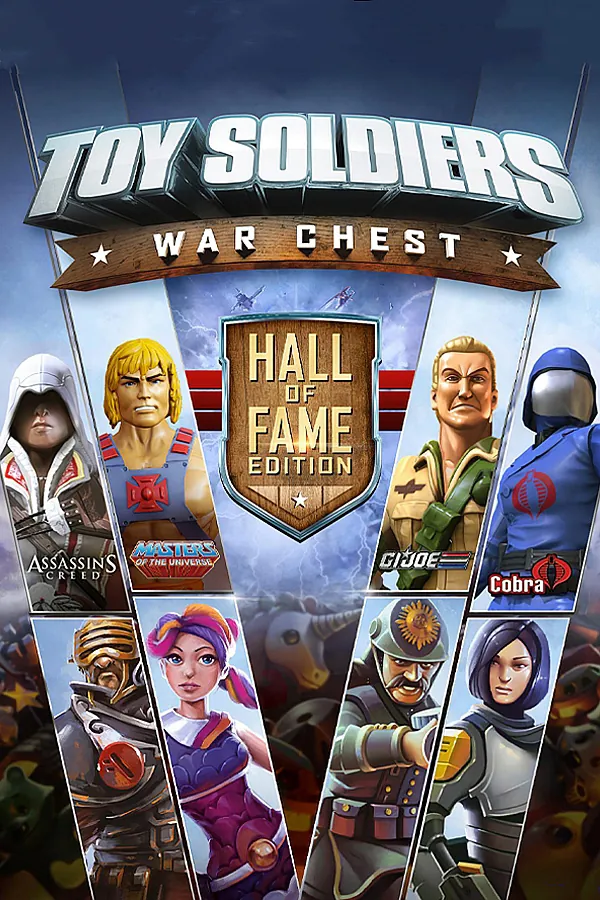 TOY SOLDIERS
WAR CHEST
HALL
OF
FAME
EDITION
ASSASSIN'S
CREED
MASTERS
OF THE UNIVERSE
GI JOE
Cobra